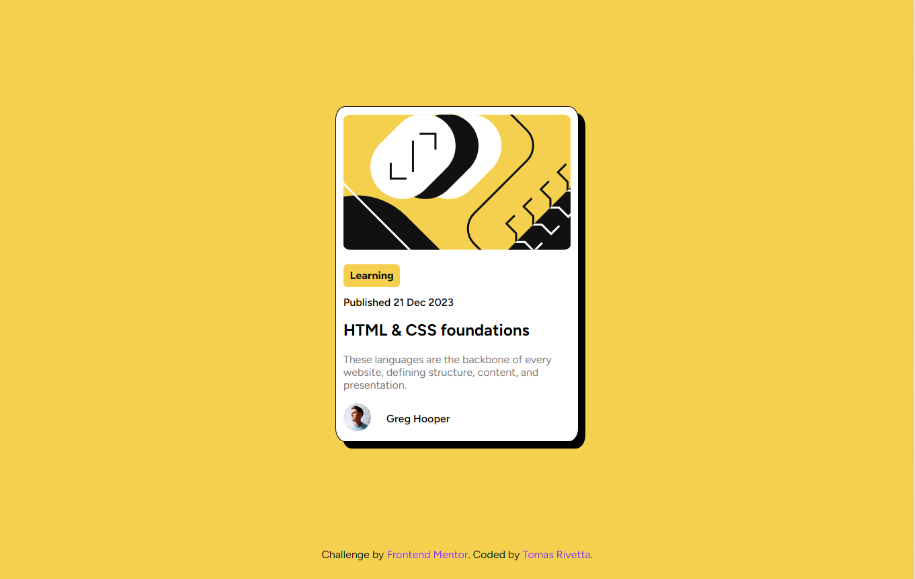 Learning
Published 21 Dec 2023
HTML & CSS foundations
These languages are the backbone of every
website, defining structure, content, and
presentation.
Greg Hooper
Challenge by Frontend Mentor. Coded by Tomas Rivetta.